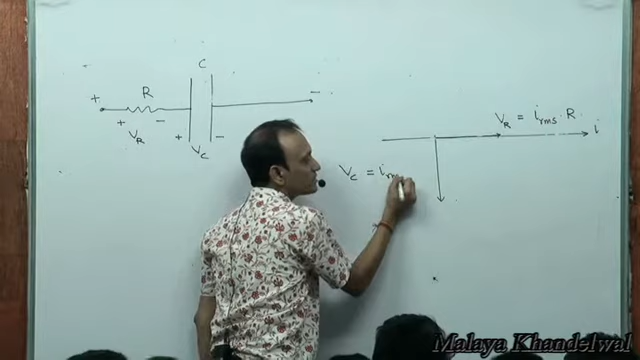 C
+ R -
+ V_R -
+ V_C -
V_R = i_rms · R
i
V_C = i_rm
Malaya Khandelwal